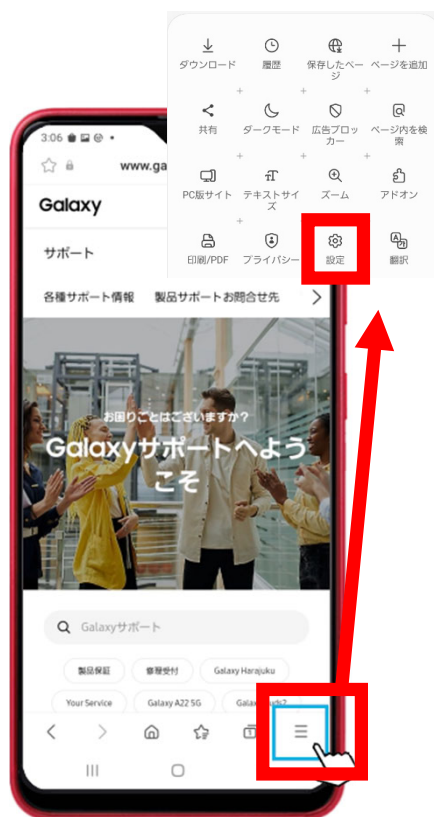 ダウンロード
履歴
保存したペー
ジ
ページを追加
共有
ダークモード
広告ブロッ
カー
ページ内を検
索
PC版サイト
テキストサイ
ズ
ズーム
アドオン
印刷/PDF
プライバシー
設定
翻訳
3:06
www.ga
Galaxy
サポート
各種サポート情報 製品サポートお問合せ先
お困りごとはございますか?
Galaxyサポートへよう
こそ
Galaxyサポート
製品保証 修理受付 Galaxy Harajuku
Your Service Galaxy A22 5G
1